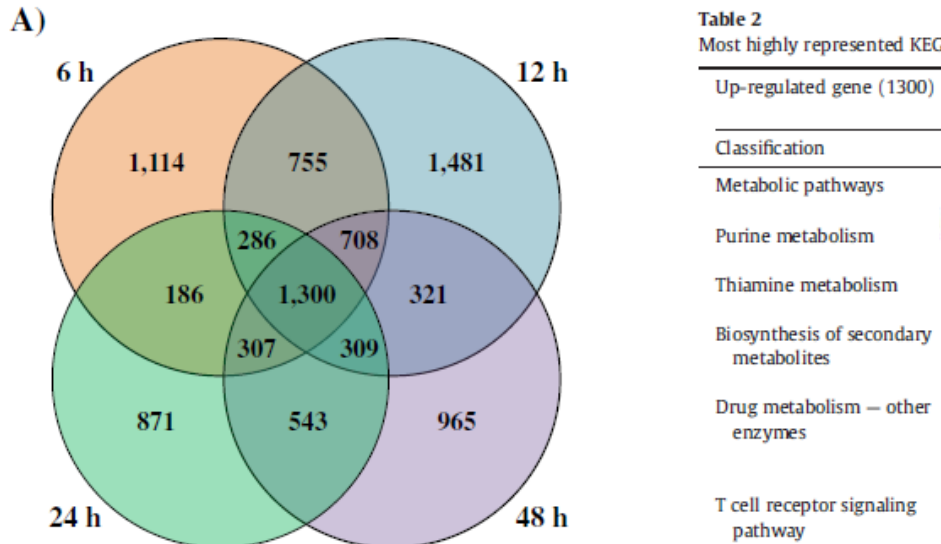 A)
6 h
12 h
1,114
755
1,481
286
708
186
1,300
321
307
309
871
543
965
24 h
48 h
Table 2
Most highly represented KEG
Up-regulated gene (1300)
Classification
Metabolic pathways
Purine metabolism
Thiamine metabolism
Biosynthesis of secondary
metabolites
Drug metabolism — other
enzymes
T cell receptor signaling
pathway